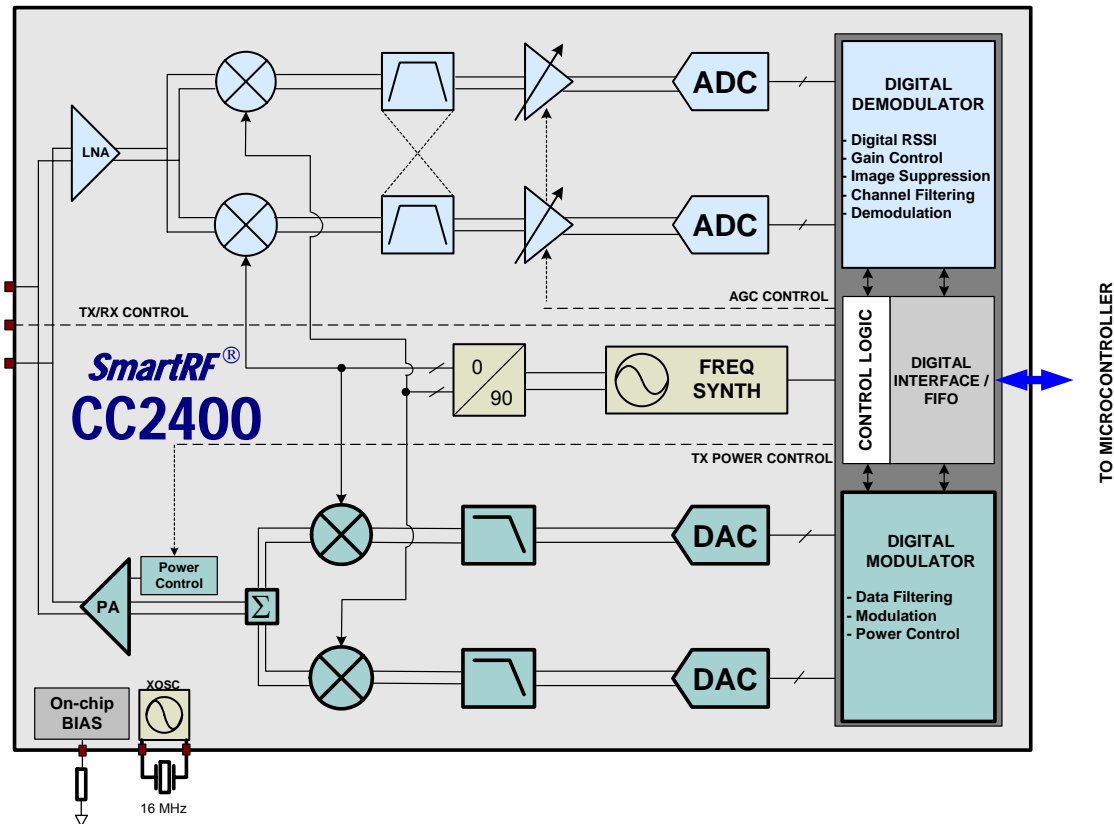 LNA
ADC
ADC
DIGITAL
DEMODULATOR
- Digital RSSI
- Gain Control
- Image Suppression
- Channel Filtering
- Demodulation
AGC CONTROL
TX/RX CONTROL
SmartRF®
CC2400
0
90
FREQ
SYNTH
CONTROL LOGIC
DIGITAL
INTERFACE /
FIFO
TO MICROCONTROLLER
TX POWER CONTROL
Power
Control
PA
Σ
DAC
DAC
DIGITAL
MODULATOR
- Data Filtering
- Modulation
- Power Control
On-chip
BIAS
XOSC
16 MHz